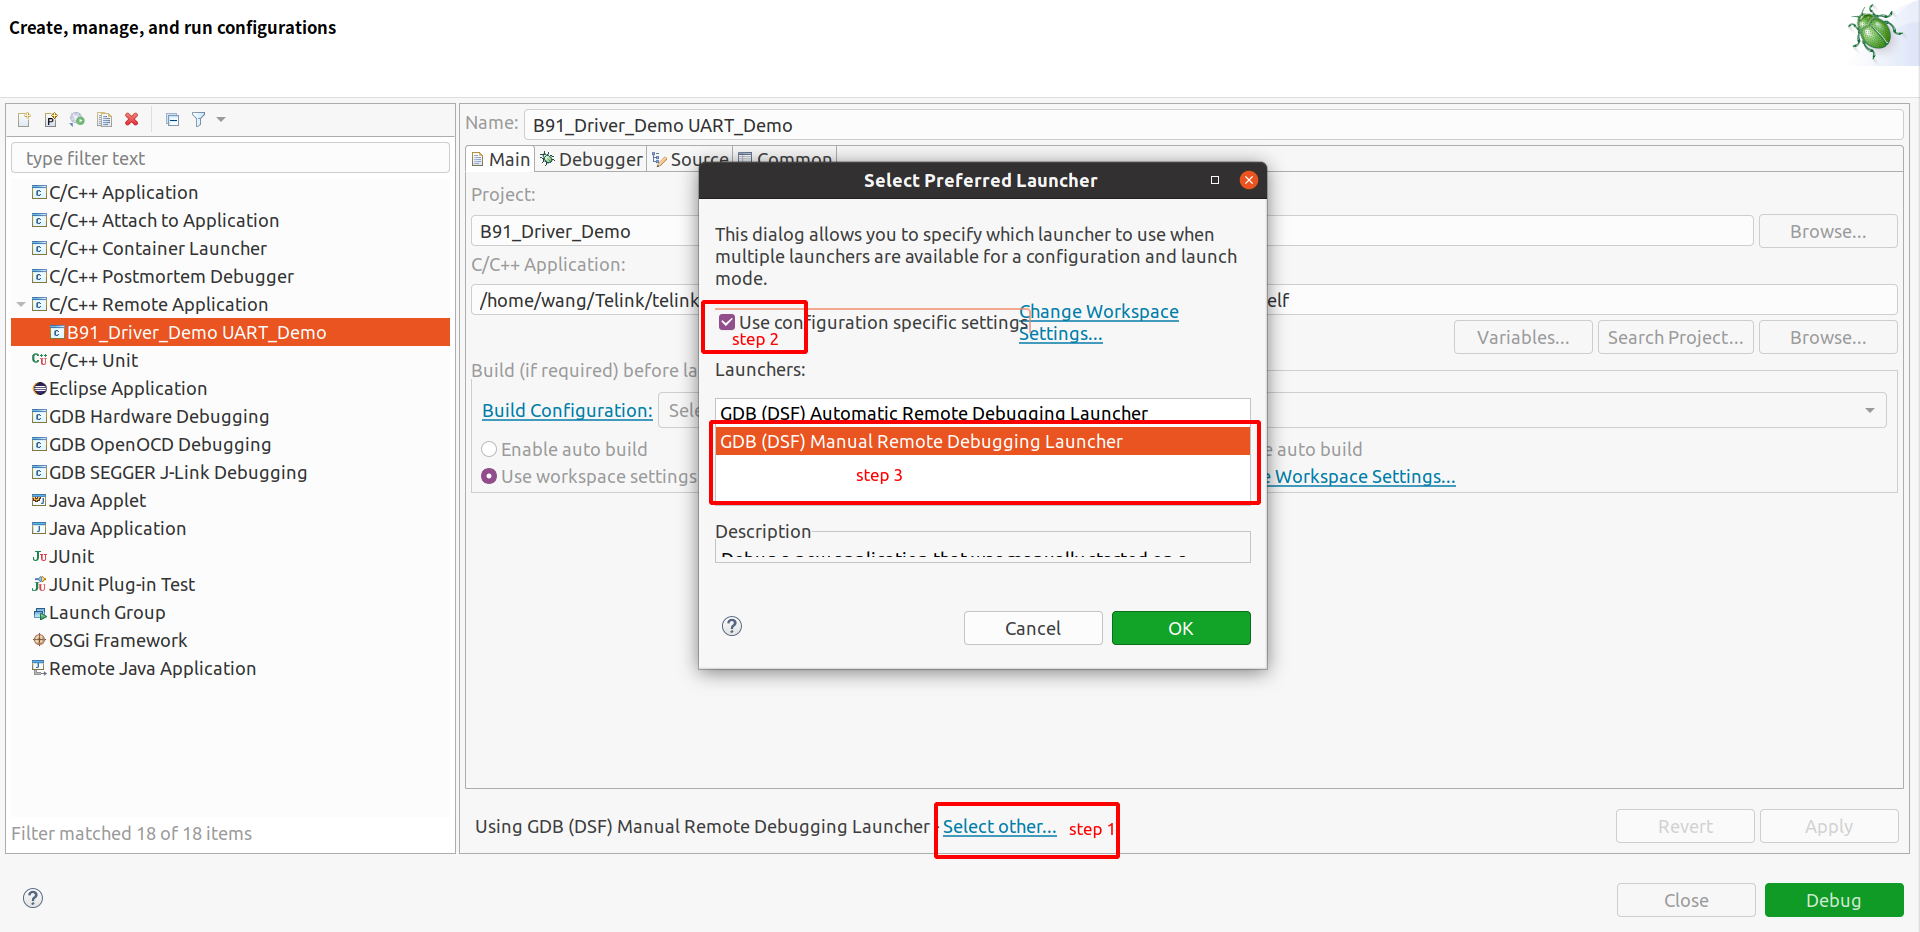 Create, manage, and run configurations
type filter text
C/C++ Application
C/C++ Attach to Application
C/C++ Container Launcher
C/C++ Postmortem Debugger
C/C++ Remote Application
B91_Driver_Demo UART_Demo
C/C++ Unit
Eclipse Application
GDB Hardware Debugging
GDB OpenOCD Debugging
GDB SEGGER J-Link Debugging
Java Applet
Java Application
JUnit
JUnit Plug-in Test
Launch Group
OSGi Framework
Remote Java Application
Filter matched 18 of 18 items
Name: B91_Driver_Demo UART_Demo
Main Debugger Source Common
Project:
B91_Driver_Demo
Browse...
C/C++ Application:
/home/wang/Telink/telink
elf
Variables... Search Project... Browse...
Build (if required) before la
Build Configuration: Sele
Enable auto build
e auto build
Use workspace settings
e Workspace Settings...
Select Preferred Launcher
This dialog allows you to specify which launcher to use when
multiple launchers are available for a configuration and launch
mode.
Use configuration specific settings
Change Workspace
Settings...
step 2
Launchers:
GDB (DSF) Automatic Remote Debugging Launcher
GDB (DSF) Manual Remote Debugging Launcher
step 3
Description
Debug a new application that was manually started on a
Cancel OK
Using GDB (DSF) Manual Remote Debugging Launcher - Select other... step 1
Revert Apply
Close Debug